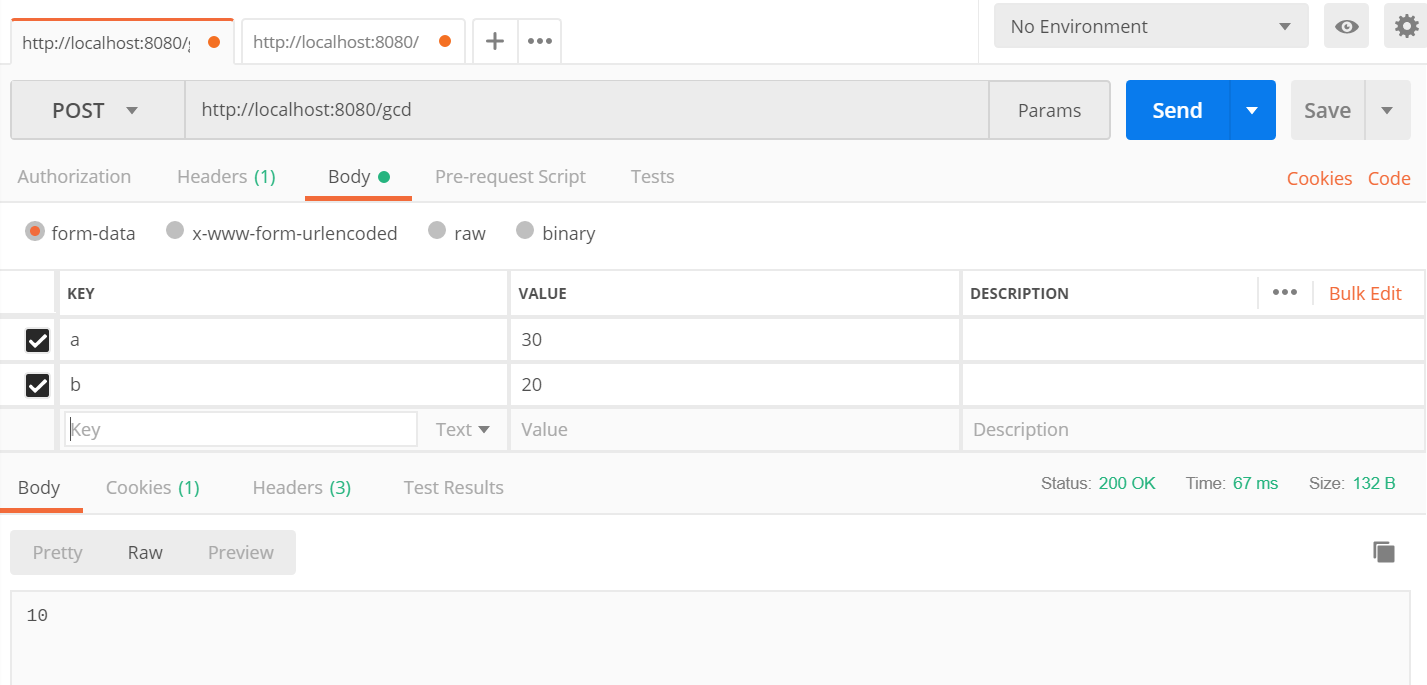 http://localhost:8080/g http://localhost:8080/ No Environment
POST http://localhost:8080/gcd Params Send Save
Authorization Headers (1) Body Pre-request Script Tests Cookies Code
form-data x-www-form-urlencoded raw binary
KEY VALUE DESCRIPTION Bulk Edit
a 30
b 20
Key Text Value Description
Body Cookies (1) Headers (3) Test Results Status: 200 OK Time: 67 ms Size: 132 B
Pretty Raw Preview
10